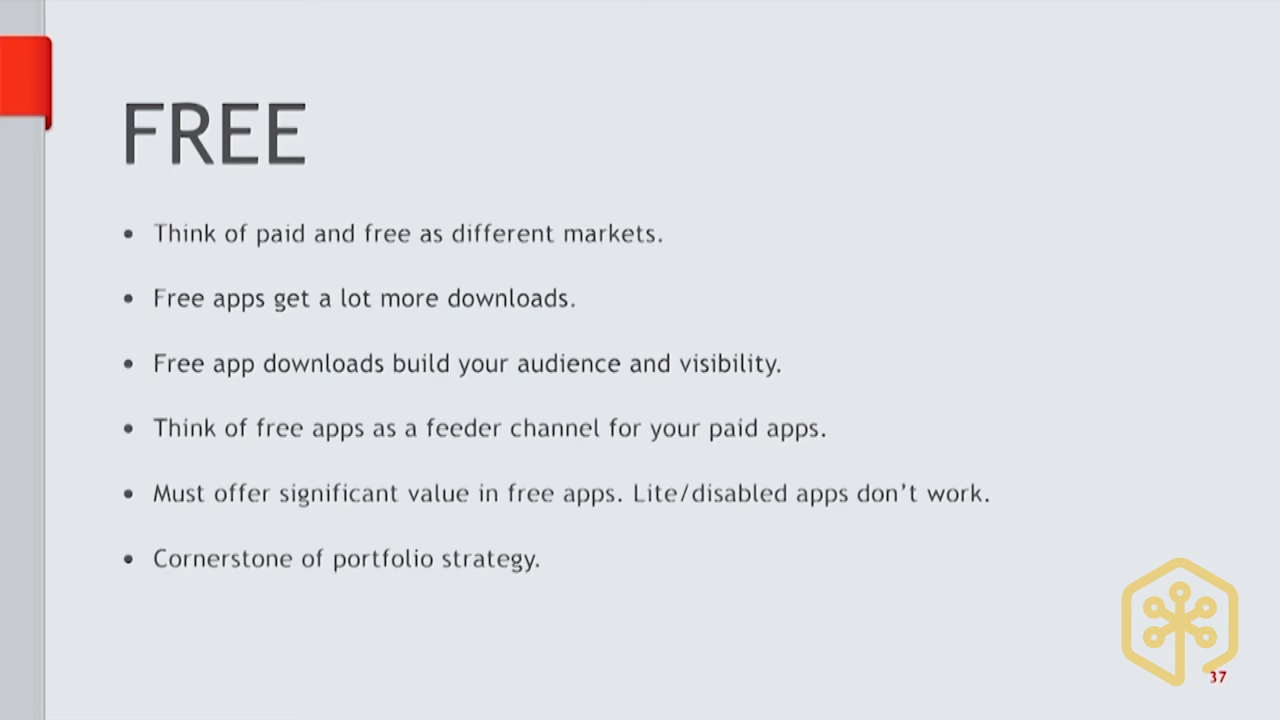 FREE
• Think of paid and free as different markets.
• Free apps get a lot more downloads.
• Free app downloads build your audience and visibility.
• Think of free apps as a feeder channel for your paid apps.
• Must offer significant value in free apps. Lite/disabled apps don’t work.
• Cornerstone of portfolio strategy.
37